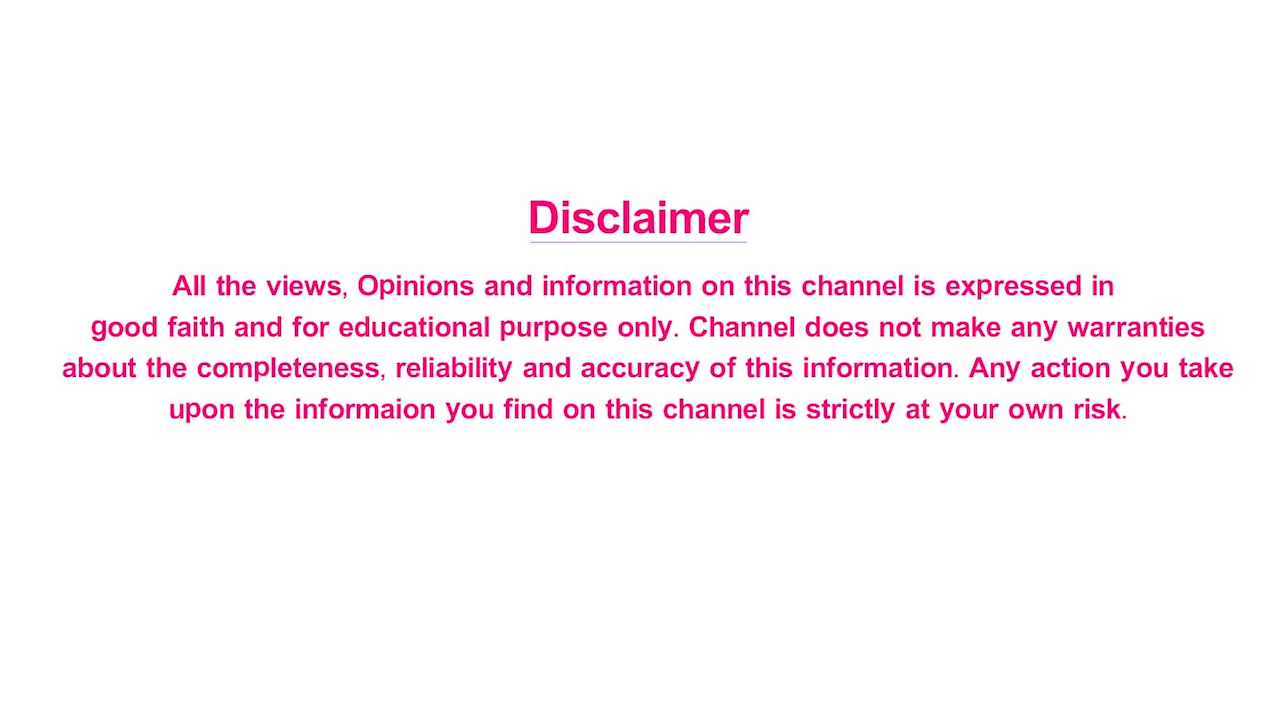 Disclaimer
All the views, Opinions and information on this channel is expressed in
good faith and for educational purpose only. Channel does not make any warranties
about the completeness, reliability and accuracy of this information. Any action you take
upon the informaion you find on this channel is strictly at your own risk.